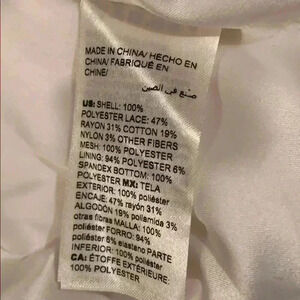 MADE IN CHINA/ HECHO EN
CHINA/ FABRIQUÉ EN
CHINE/
صنع في الصين
US: SHELL: 100%
POLYESTER LACE: 47%
RAYON 31% COTTON 19%
NYLON 3% OTHER FIBERS
MESH: 100% POLYESTER
LINING: 94% POLYESTER 6%
SPANDEX BOTTOM: 100%
POLYESTER MX: TELA
EXTERIOR: 100% poliéster
ENCAJE: 47% rayón 31%
ALGODÓN 19% poliamida 3%
otras fibras MALLA: 100%
poliéster FORRO: 94%
poliéster 6% elastano PARTE
INFERIOR: 100% poliéster
CA: ÉTOFFE EXTÉRIEURE:
100% POLYESTER